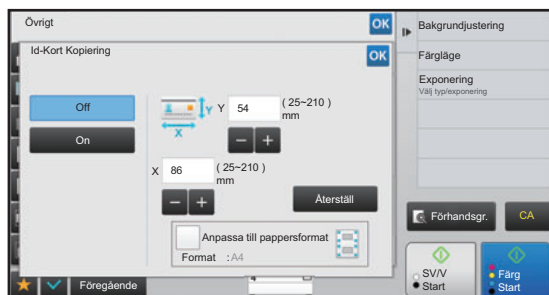 Övrigt
OK
Id-Kort Kopiering
OK
Off
On
Y 54 ( 25~210 )
mm
X 86 ( 25~210 )
mm
Återställ
Anpassa till pappersformat
Format :A4
Föregående
Bakgrundjustering
Färgläge
Exponering
Välj typ/exponering
Förhandsgr.
CA
SV/V
Start
Färg
Start
Y
X